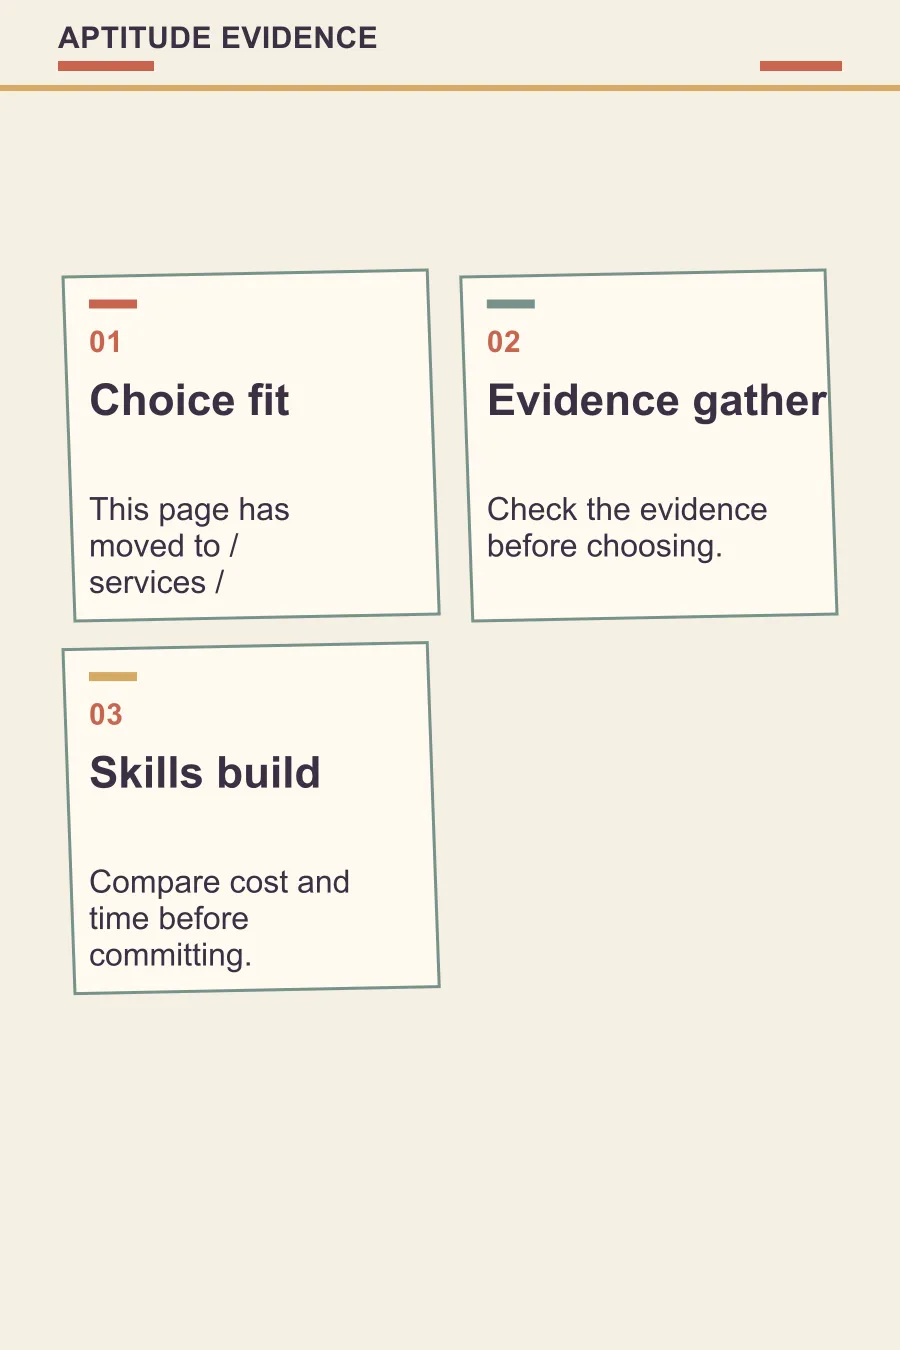 APTITUDE EVIDENCE
01
Choice fit
This page has
moved to /
services /
02
Evidence gather
Check the evidence
before choosing.
03
Skills build
Compare cost and
time before
committing.